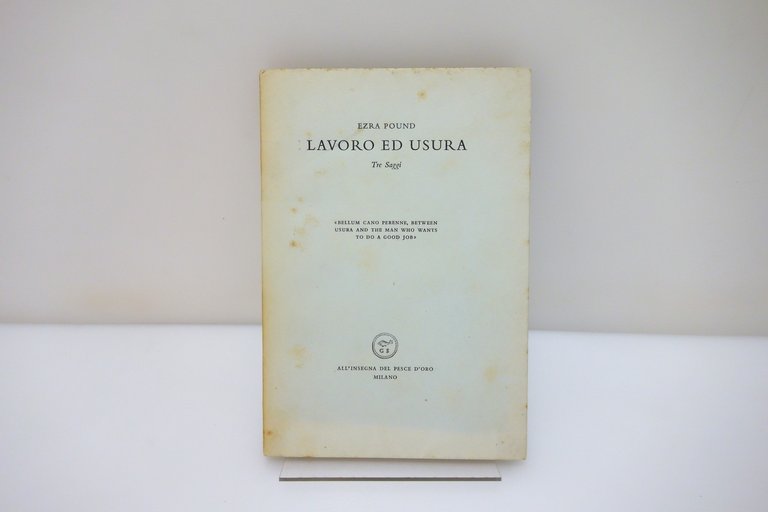 EZRA POUND
LAVORO ED USURA
Tre Saggi
«BELLUM CANO PERENNE, BETWEEN
USURA AND THE MAN WHO WANTS
TO DO A GOOD JOB»
G S
ALL'INSEGNA DEL PESCE D'ORO
MILANO